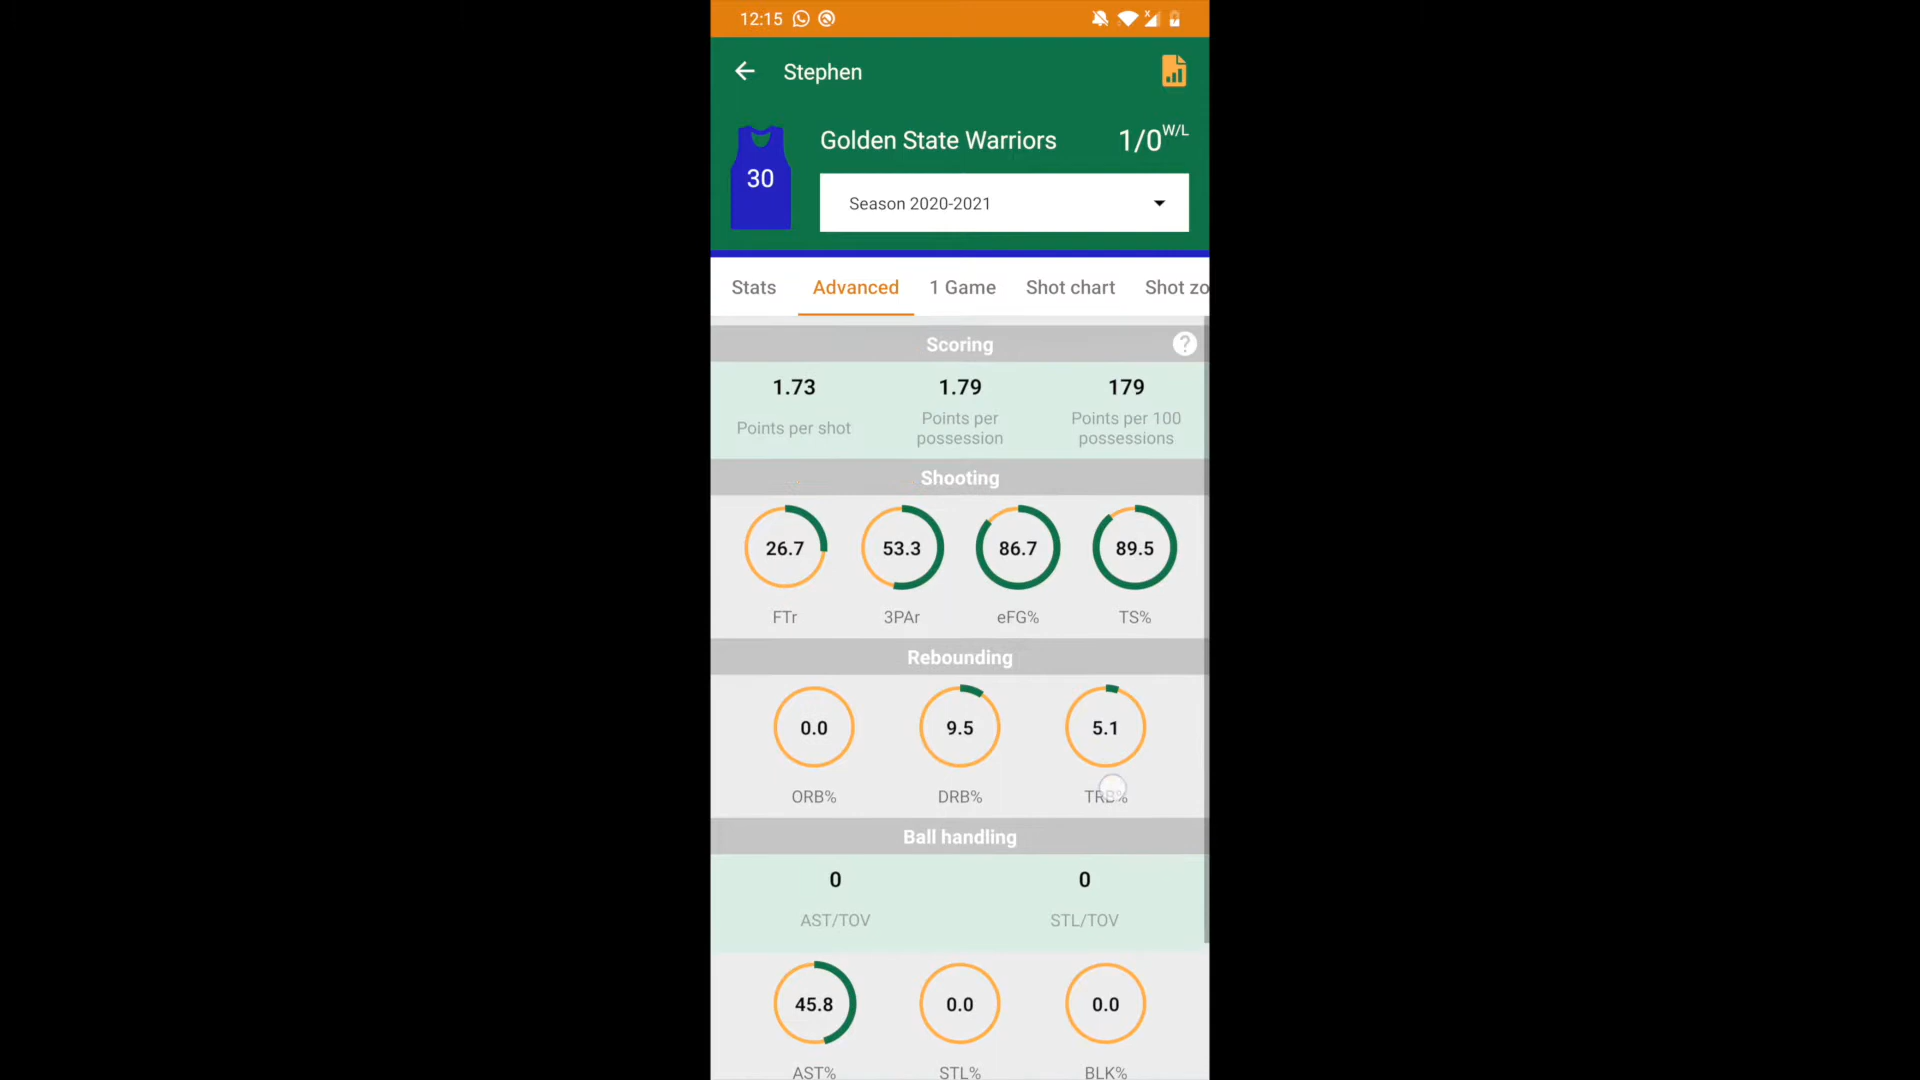 12:15
Stephen
Golden State Warriors
1/0 W/L
30
Season 2020-2021
Stats Advanced 1 Game Shot chart Shot zo
Scoring ?
1.73 1.79 179
Points per shot Points per possession Points per 100 possessions
Shooting
26.7 53.3 86.7 89.5
FTr 3PAr eFG% TS%
Rebounding
0.0 9.5 5.1
ORB% DRB% TRB%
Ball handling
0 0
AST/TOV STL/TOV
45.8 0.0 0.0
AST% STL% BLK%